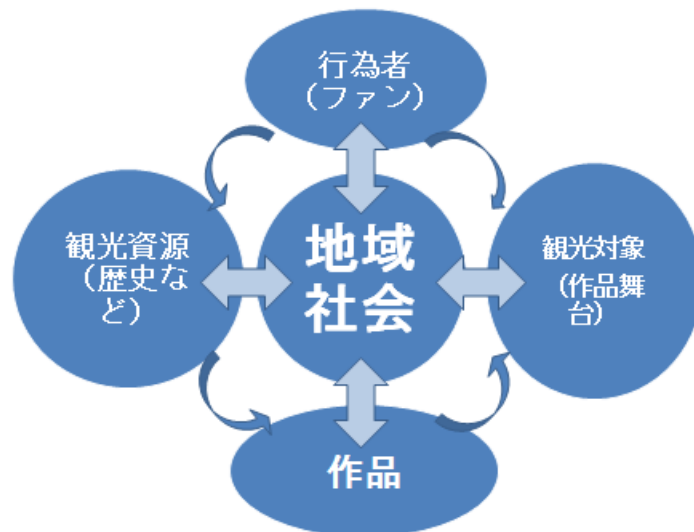 行為者
（ファン）
観光資源
（歴史な
ど）
地域
社会
観光対象
（作品舞
台）
作品